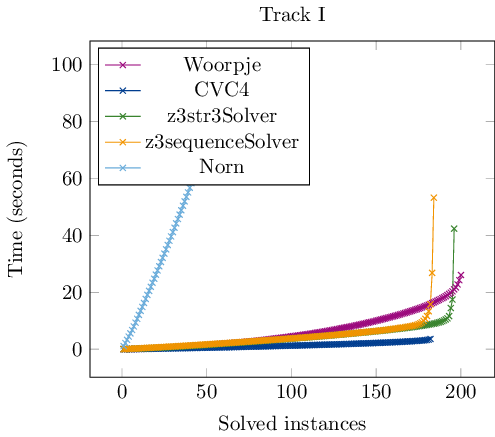 Track I
Woorpje
CVC4
z3str3Solver
z3sequenceSolver
Norn
Time (seconds)
100
80
60
40
20
0
0 50 100 150 200
Solved instances